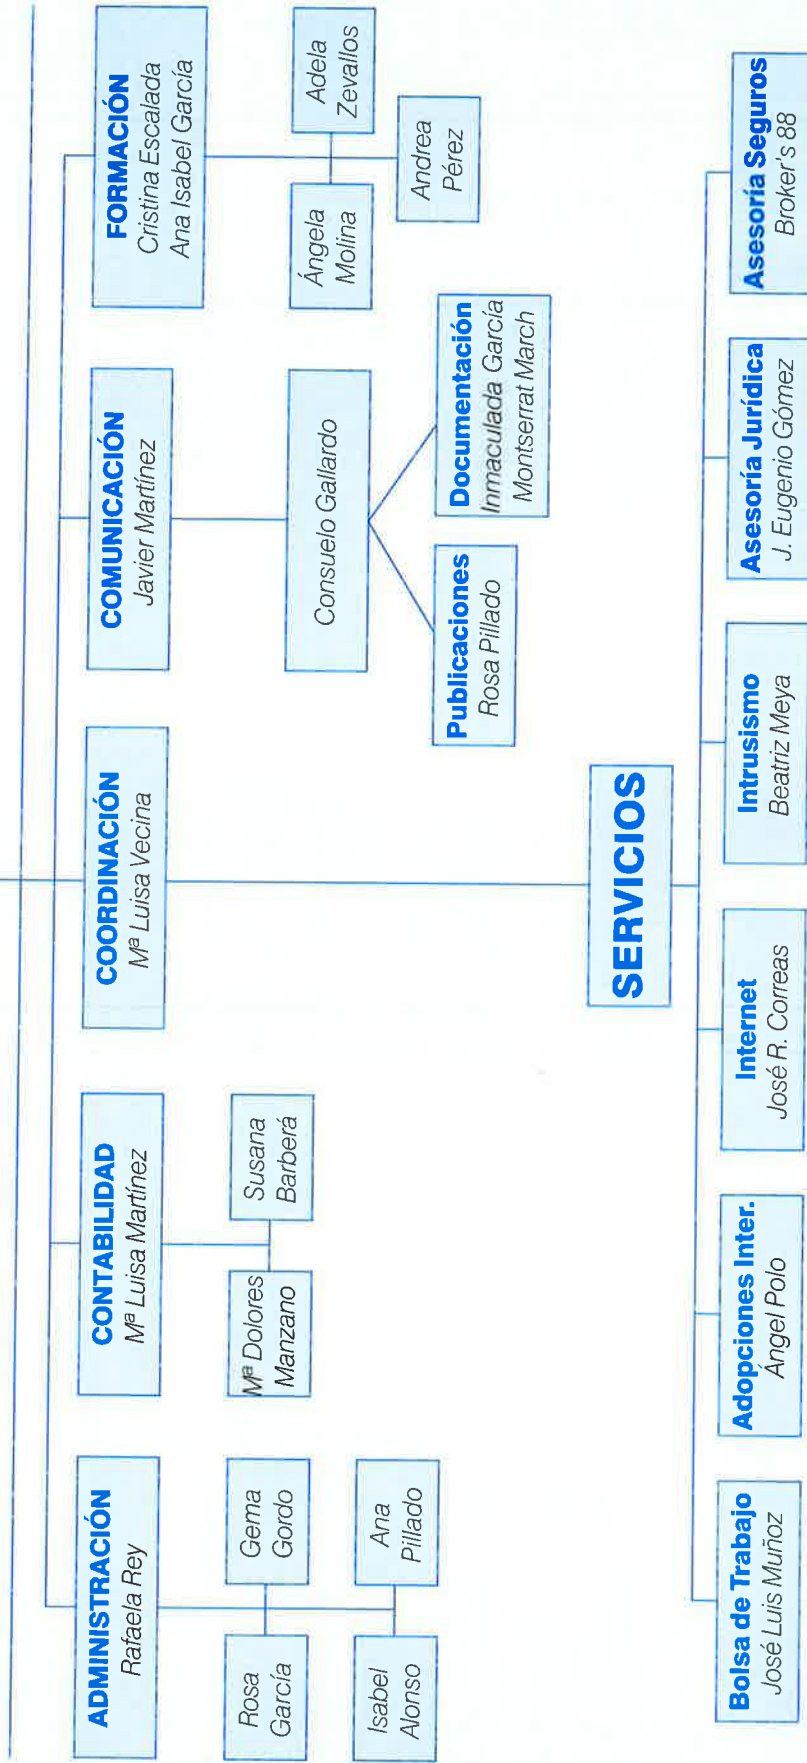 ADMINISTRACIÓN
Rafaela Rey
Rosa
García
Gema
Gordo
Isabel
Alonso
Ana
Pillado
CONTABILIDAD
Mª Luisa Martínez
Mª Dolores
Manzano
Susana
Barberá
COORDINACIÓN
Mª Luisa Vecina
COMUNICACIÓN
Javier Martínez
Consuelo Gallardo
Publicaciones
Rosa Pillado
Documentación
Inmaculada García
Montserrat March
FORMACIÓN
Cristina Escalada
Ana Isabel García
Ángela
Molina
Adela
Zevallos
Andrea
Pérez
SERVICIOS
Bolsa de Trabajo
José Luis Muñoz
Adopciones Inter.
Ángel Polo
Internet
José R. Correas
Intrusismo
Beatriz Meya
Asesoría Jurídica
J. Eugenio Gómez
Asesoría Seguros
Broker's 88